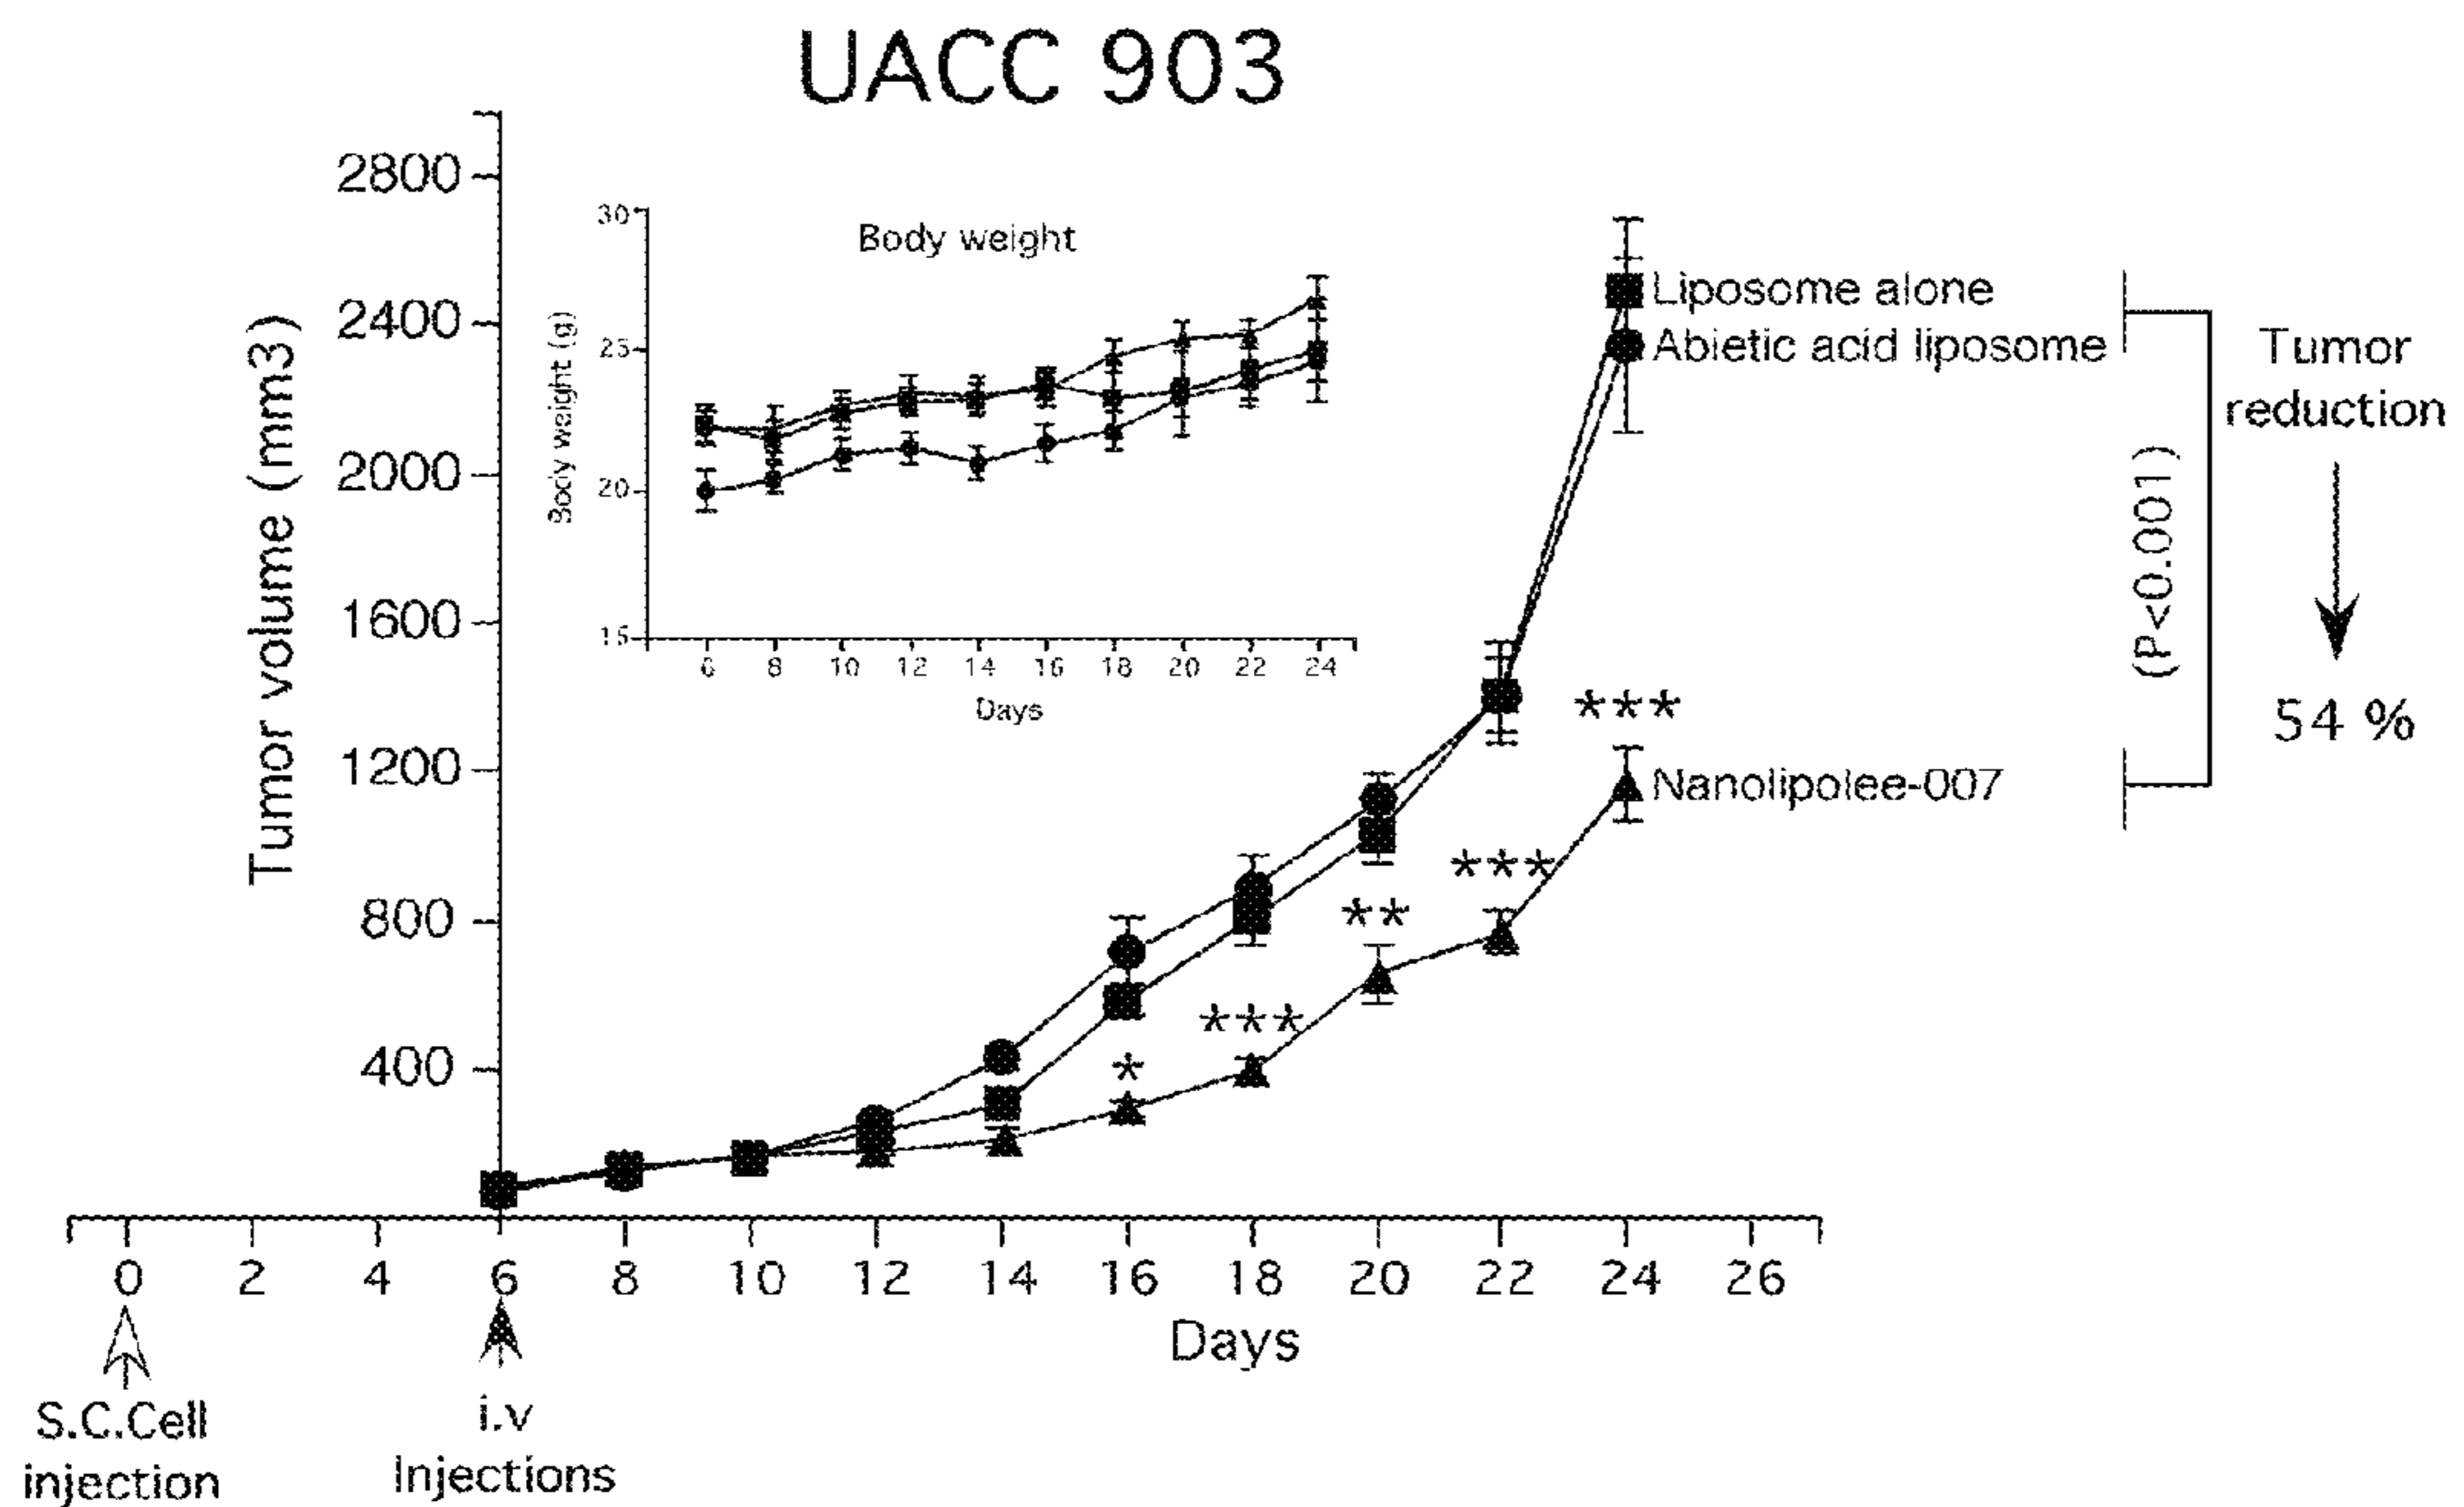 UACC 903
2800
2400
2000
1600
1200
800
400
Tumor volume (mm3)
Body weight
30
25
20
15
Body weight (g)
6 8 10 12 14 16 18 20 22 24
Days
Liposome alone
Abietic acid liposome
Nanolipolee-007
*
***
**
***
***
(P<0.001)
Tumor
reduction
54 %
0 2 4 6 8 10 12 14 16 18 20 22 24 26
Days
S.C.Cell
injection
i.v
Injections